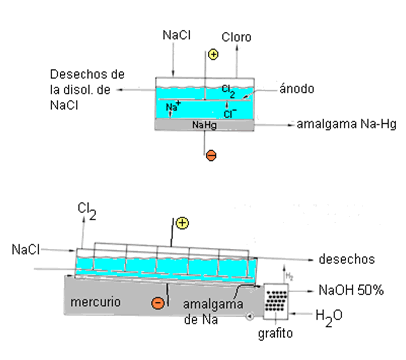 NaCl
Cloro
+
Desechos de
la disol. de
NaCl
Cl2
ánodo
Na+
Cl−
NaHg
amalgama Na-Hg
−
Cl2
+
NaCl
desechos
H2
NaOH 50%
mercurio
−
amalgama
de Na
H2O
grafito